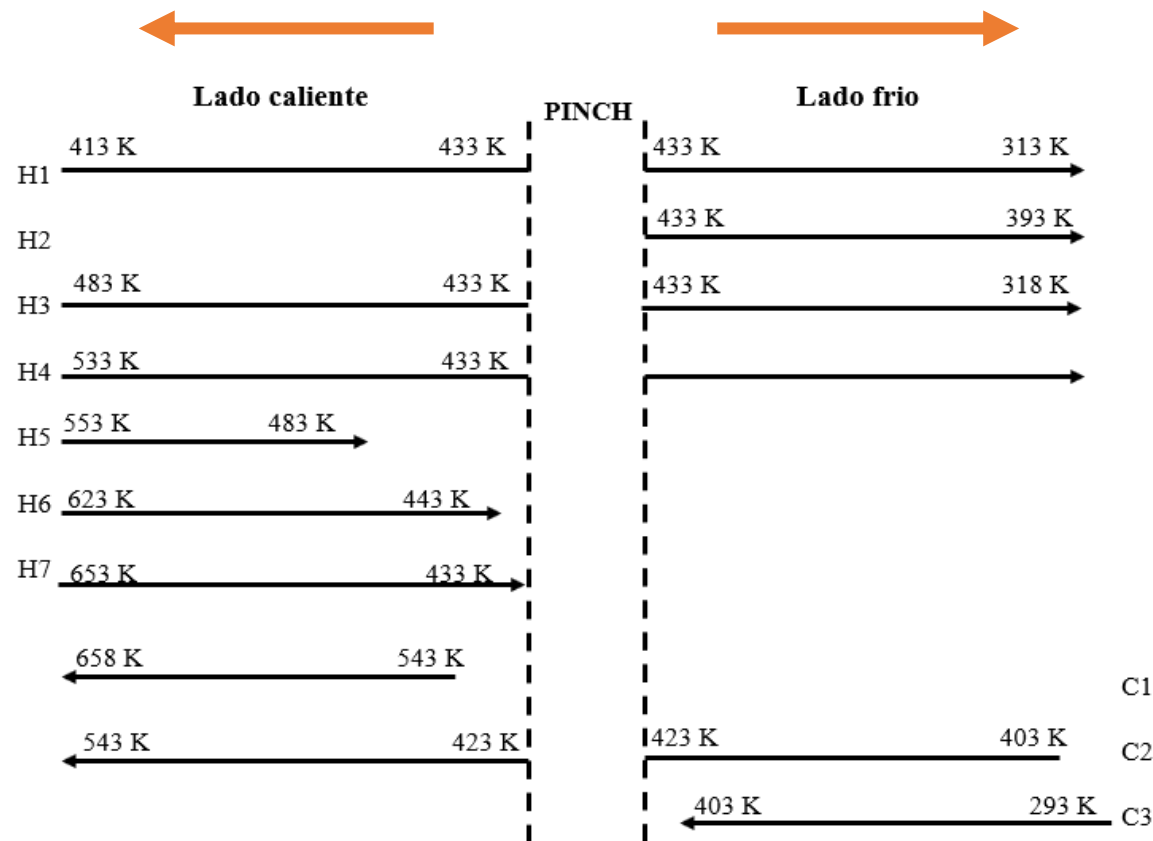 Lado caliente PINCH Lado frio
H1 413 K 433 K 433 K 313 K
H2 433 K 393 K
H3 483 K 433 K 433 K 318 K
H4 533 K 433 K
H5 553 K 483 K
H6 623 K 443 K
H7 653 K 433 K
658 K 543 K C1
543 K 423 K 423 K 403 K C2
403 K 293 K C3